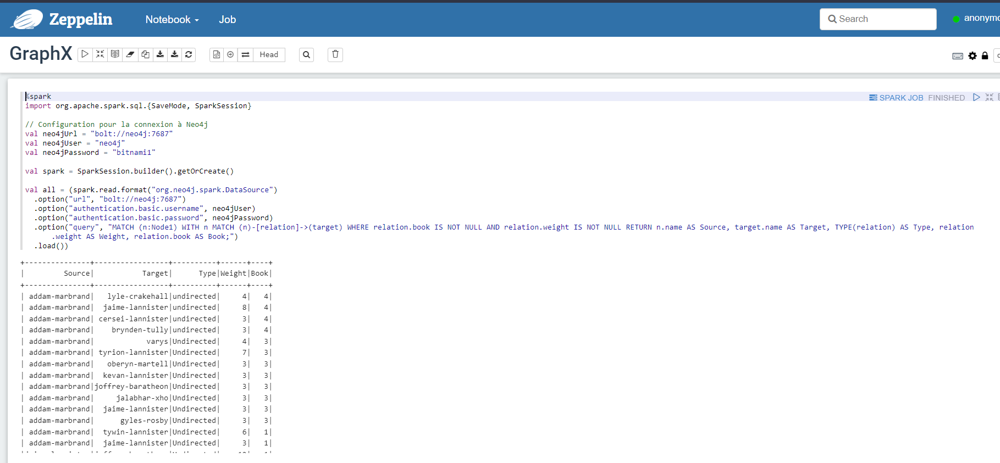 Zeppelin
Notebook
Job
Search
GraphX
Head
%spark
SPARK JOB FINISHED
import org.apache.spark.sql.{SaveMode, SparkSession}
// Configuration pour la connexion à Neo4j
val neo4jUrl = "bolt://neo4j:7687"
val neo4jUser = "neo4j"
val neo4jPassword = "bitnami1"
val spark = SparkSession.builder().getOrCreate()
val all = (spark.read.format("org.neo4j.spark.DataSource")
.option("url", "bolt://neo4j:7687")
.option("authentication.basic.username", neo4jUser)
.option("authentication.basic.password", neo4jPassword)
.option("query", "MATCH (n:Node1) WITH n MATCH (n)-[relation]->(target) WHERE relation.book IS NOT NULL AND relation.weight IS NOT NULL RETURN n.name AS Source, target.name AS Target, TYPE(relation) AS Type, relation
.weight AS Weight, relation.book AS Book;")
.load())
+---------------+-----------------+----------+------+----+
|         Source|           Target|      Type|Weight|Book|
+---------------+-----------------+----------+------+----+
| addam-marbrand|   lyle-crakehall|undirected|     4|   4|
| addam-marbrand|  jaime-lannister|undirected|     8|   4|
| addam-marbrand| cersei-lannister|undirected|     3|   4|
| addam-marbrand|    brynden-tully|undirected|     3|   4|
| addam-marbrand|            varys|Undirected|     4|   3|
| addam-marbrand| tyrion-lannister|Undirected|     7|   3|
| addam-marbrand|   oberyn-martell|Undirected|     3|   3|
| addam-marbrand|  kevan-lannister|Undirected|     3|   3|
| addam-marbrand|joffrey-baratheon|Undirected|     3|   3|
| addam-marbrand|     jalabhar-xho|Undirected|     3|   3|
| addam-marbrand|  jaime-lannister|Undirected|     3|   3|
| addam-marbrand|      gyles-rosby|Undirected|     3|   3|
| addam-marbrand|  tywin-lannister|Undirected|     6|   1|
| addam-marbrand|  jaime-lannister|Undirected|     3|   1|